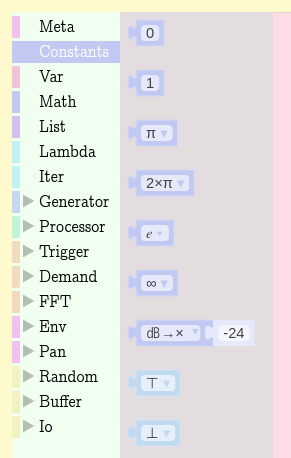 Meta
Constants
Var
Math
List
Lambda
Iter
Generator
Processor
Trigger
Demand
FFT
Env
Pan
Random
Buffer
Io
0
1
π
2×π
ℯ
∞
dB→× -24
⊤
⊥